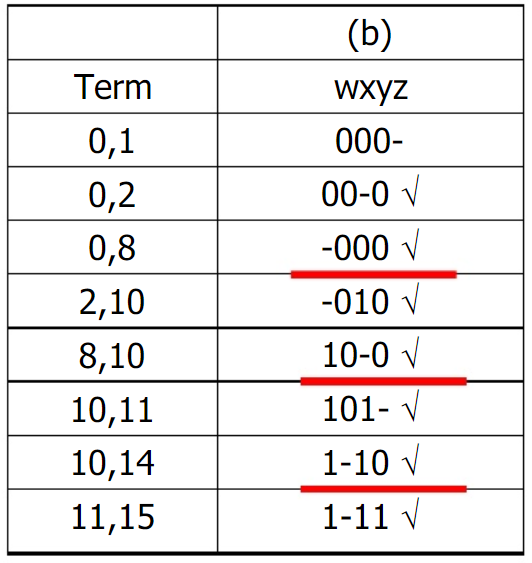 (b)
Term wxyz
0,1 000-
0,2 00-0 √
0,8 -000 √
2,10 -010 √
8,10 10-0 √
10,11 101- √
10,14 1-10 √
11,15 1-11 √